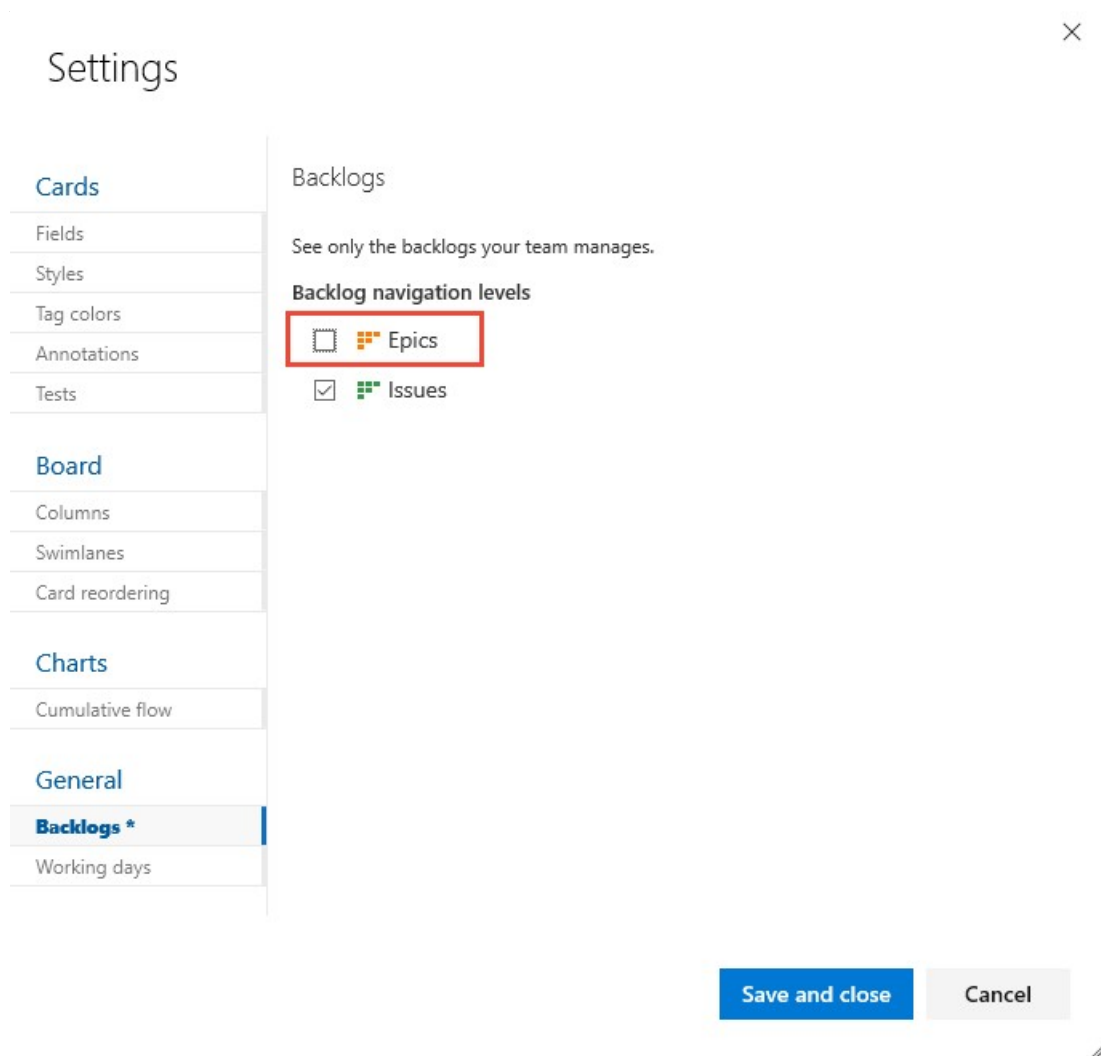 Settings
Cards
Fields
Styles
Tag colors
Annotations
Tests
Board
Columns
Swimlanes
Card reordering
Charts
Cumulative flow
General
Backlogs *
Working days
Backlogs
See only the backlogs your team manages.
Backlog navigation levels
Epics
Issues
Save and close
Cancel